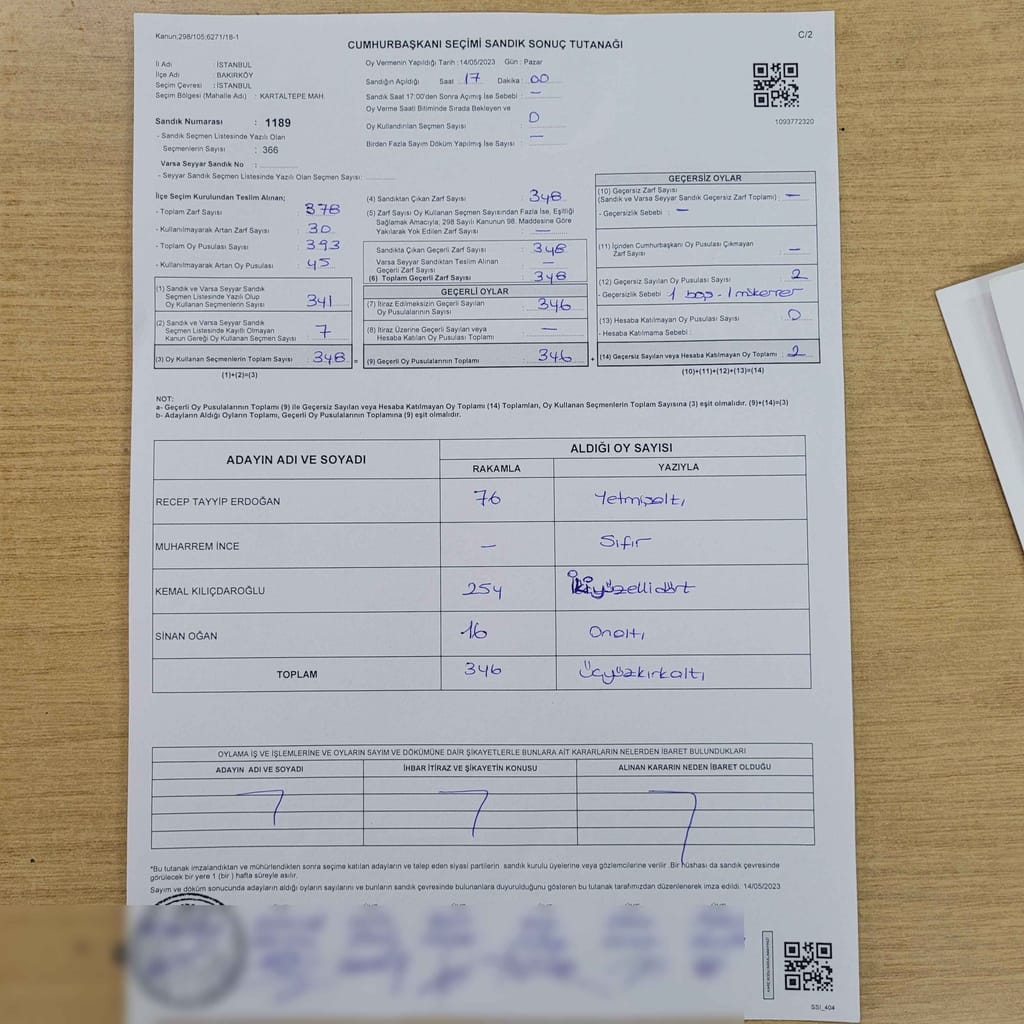 Kanun;298/105;6271/18-1
C/2
CUMHURBAŞKANI SEÇİMİ SANDIK SONUÇ TUTANAĞI
İl Adı : İSTANBUL
İlçe Adı : BAKIRKÖY
Seçim Çevresi : İSTANBUL
Seçim Bölgesi (Mahalle Adı) : KARTALTEPE MAH.
Sandık Numarası : 1189
- Sandık Seçmen Listesinde Yazılı Olan
Seçmenlerin Sayısı : 366
Varsa Seyyar Sandık No :
- Seyyar Sandık Seçmen Listesinde Yazılı Olan Seçmen Sayısı:
Oy Vermenin Yapıldığı Tarih : 14/05/2023 Gün : Pazar
Sandığın Açıldığı Saat 17 Dakika : 00
Sandık Saat 17:00'den Sonra Açımış İse Sebebi : —
Oy Verme Saati Bitiminde Sırada Bekleyen ve
Oy Kullandırılan Seçmen Sayısı : 0
Birden Fazla Sayım Döküm Yapılmış İse Sayısı : —
1093772320
İlçe Seçim Kurulundan Teslim Alınan;
- Toplam Zarf Sayısı : 378
- Kullanılmayarak Artan Zarf Sayısı : 30
- Toplam Oy Pusulası Sayısı : 393
- Kullanılmayarak Artan Oy Pusulası : 45
(1) Sandık ve Varsa Seyyar Sandık
Seçmen Listesinde Yazılı Olup
Oy Kullanan Seçmenlerin Sayısı 341
(2) Sandık ve Varsa Seyyar Sandık
Seçmen Listesinde Kayıtlı Olmayan
Kanun Gereği Oy Kullanan Seçmen Sayısı 7
(3) Oy Kullanan Seçmenlerin Toplam Sayısı 348 =
(1)+(2)=(3)
(4) Sandıktan Çıkan Zarf Sayısı : 348
(5) Zarf Sayısı Oy Kullanan Seçmen Sayısından Fazla İse, Eşitliği
Sağlamak Amacıyla, 298 Sayılı Kanunun 98. Maddesine Göre
Yakılarak Yok Edilen Zarf Sayısı : —
Sandıkta Çıkan Geçerli Zarf Sayısı : 348
Varsa Seyyar Sandıktan Teslim Alınan
Geçerli Zarf Sayısı : —
(6) Toplam Geçerli Zarf Sayısı : 348
GEÇERLİ OYLAR
(7) İtiraz Edilmeksizin Geçerli Sayılan
Oy Pusulasının Sayısı : 346
(8) İtiraz Üzerine Geçerli Sayılan veya
Hesaba Katılan Oy Pusulası Toplamı : —
(9) Geçerli Oy Pusulalarının Toplamı : 346 +
GEÇERSİZ OYLAR
(10) Geçersiz Zarf Sayısı
(Sandık ve Varsa Seyyar Geçersiz Zarf Toplamı) : —
- Geçersizlik Sebebi : —
(11) İçinden Cumhurbaşkanı Oy Pusulası Çıkmayan
Zarf Sayısı : —
(12) Geçersiz Sayılan Oy Pusulası Sayısı : 2
- Geçersizlik Sebebi : 1 boş - 1 mükerrer
(13) Hesaba Katılmayan Oy Pusulası Sayısı : 0
- Hesaba Katılmama Sebebi :
(14) Geçersiz Sayılan veya Hesaba Katılmayan Oy Toplamı : 2
(10)+(11)+(12)+(13)=(14)
NOT:
a- Geçerli Oy Pusulalarının Toplamı (9) ile Geçersiz Sayılan veya Hesaba Katılmayan Oy Toplamı (14) Toplamları, Oy Kullanan Seçmenlerin Toplam Sayısına (3) eşit olmalıdır. (9)+(14)=(3)
b- Adayların Aldığı Oyların Toplamı, Geçerli Oy Pusulalarının Toplamına (9) eşit olmalıdır.
ADAYIN ADI VE SOYADI ALDIĞI OY SAYISI
RAKAMLA YAZIYLA
RECEP TAYYİP ERDOĞAN 76 Yetmişaltı
MUHARREM İNCE — Sıfır
KEMAL KILIÇDAROĞLU 254 İkiyüzellidört
SİNAN OĞAN 16 Onaltı
TOPLAM 346 Üçyüzkırkaltı
OYLAMA İŞ VE İŞLEMLERİNE VE OYLARIN SAYIM VE DÖKÜMÜNE DAİR ŞİKAYETLERLE BUNLARA AİT KARARLARIN NELERDEN İBARET BULUNDUKLARI
ADAYIN ADI VE SOYADI İHBAR İTİRAZ VE ŞİKAYETİN KONUSU ALINAN KARARIN NEDEN İBARET OLDUĞU
*Bu tutanak imzalandıktan ve mühürlendikten sonra seçime katılan adayların ve talep eden siyasi partilerin sandık kurulu üyelerine veya gözlemcilerine verilir. Bir nüshası da sandık çevresinde
görülecek bir yere 1 (bir) hafta süreyle asılır.
Sayım ve döküm sonucunda adayların aldığı oyların sayılarını ve bunların sandık çevresinde bulunanlara duyurulduğunu gösteren bu tutanak tarafımızdan düzenlenerek imza edildi. 14/05/2023
SSI_404